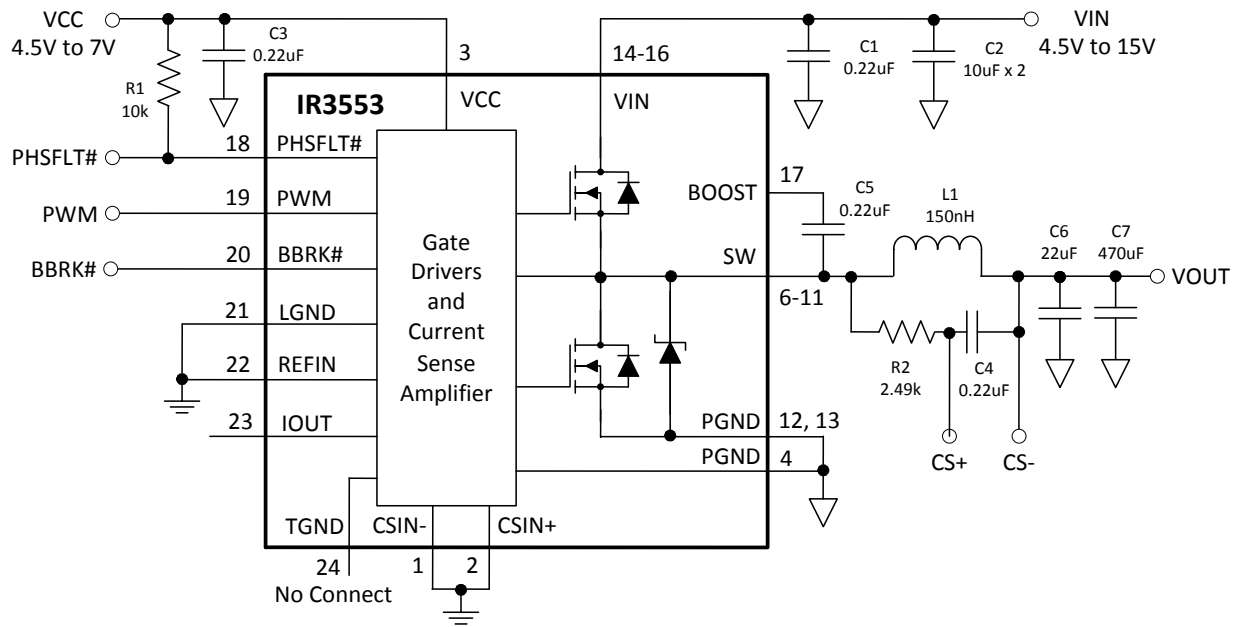 VCC
4.5V to 7V
C3
0.22uF
3
14-16
C1
0.22uF
C2
10uF x 2
VIN
4.5V to 15V
R1
10k
IR3553
VCC
VIN
PHSFLT#
18
PHSFLT#
PWM
19
PWM
BBRK#
20
BBRK#
21
LGND
22
REFIN
23
IOUT
Gate
Drivers
and
Current
Sense
Amplifier
BOOST
17
C5
0.22uF
SW
6-11
L1
150nH
C6
22uF
C7
470uF
VOUT
R2
2.49k
C4
0.22uF
CS+
CS-
PGND
12, 13
PGND
4
TGND
CSIN-
CSIN+
24
1
2
No Connect